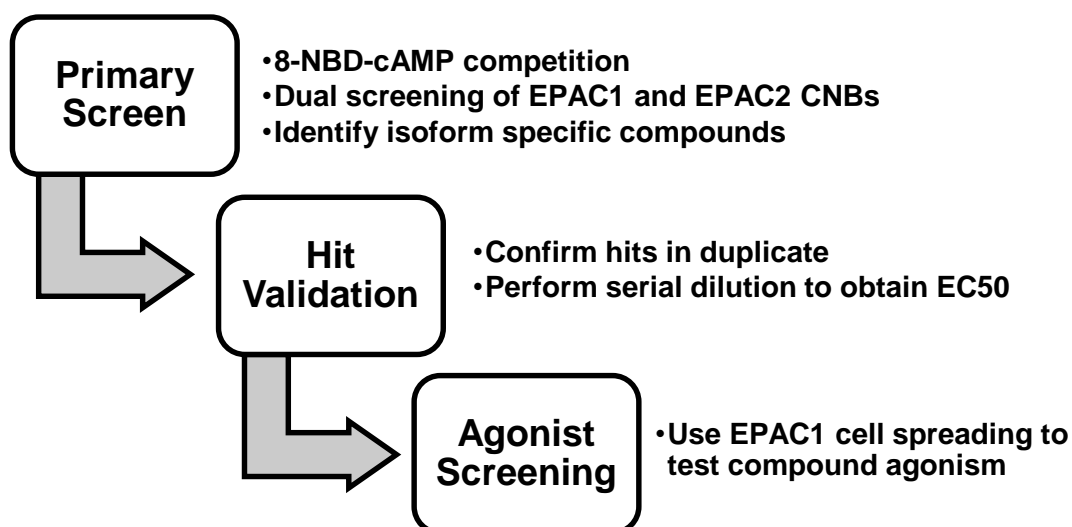 Primary
Screen
•8-NBD-cAMP competition
•Dual screening of EPAC1 and EPAC2 CNBs
•Identify isoform specific compounds
Hit
Validation
•Confirm hits in duplicate
•Perform serial dilution to obtain EC50
Agonist
Screening
•Use EPAC1 cell spreading to
test compound agonism